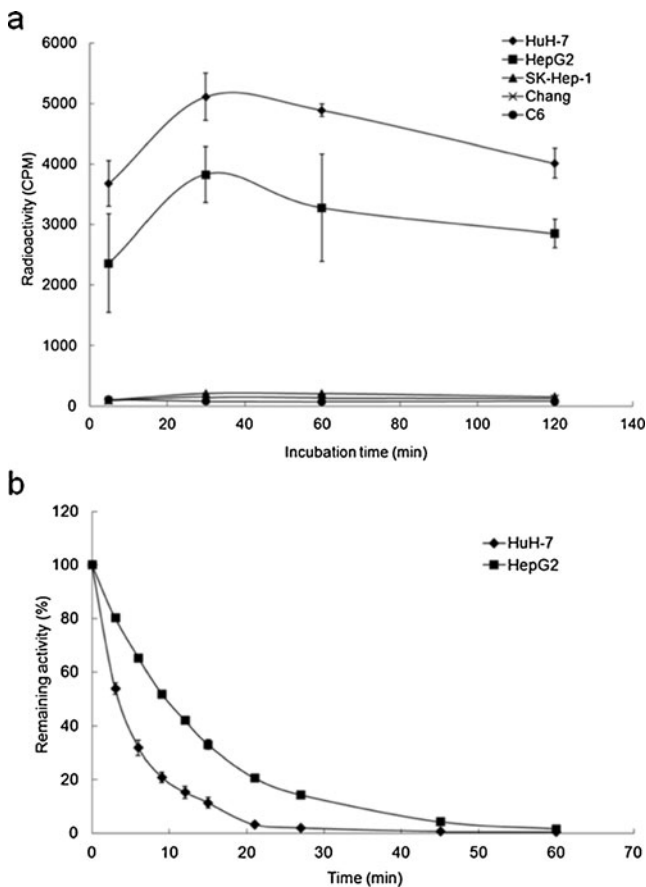 a
6000
5000
4000
3000
2000
1000
0
Radioactivity (CPM)
HuH-7
HepG2
SK-Hep-1
Chang
C6
0 20 40 60 80 100 120 140
Incubation time (min)
b
120
100
80
60
40
20
0
Remaining activity (%)
HuH-7
HepG2
0 10 20 30 40 50 60 70
Time (min)